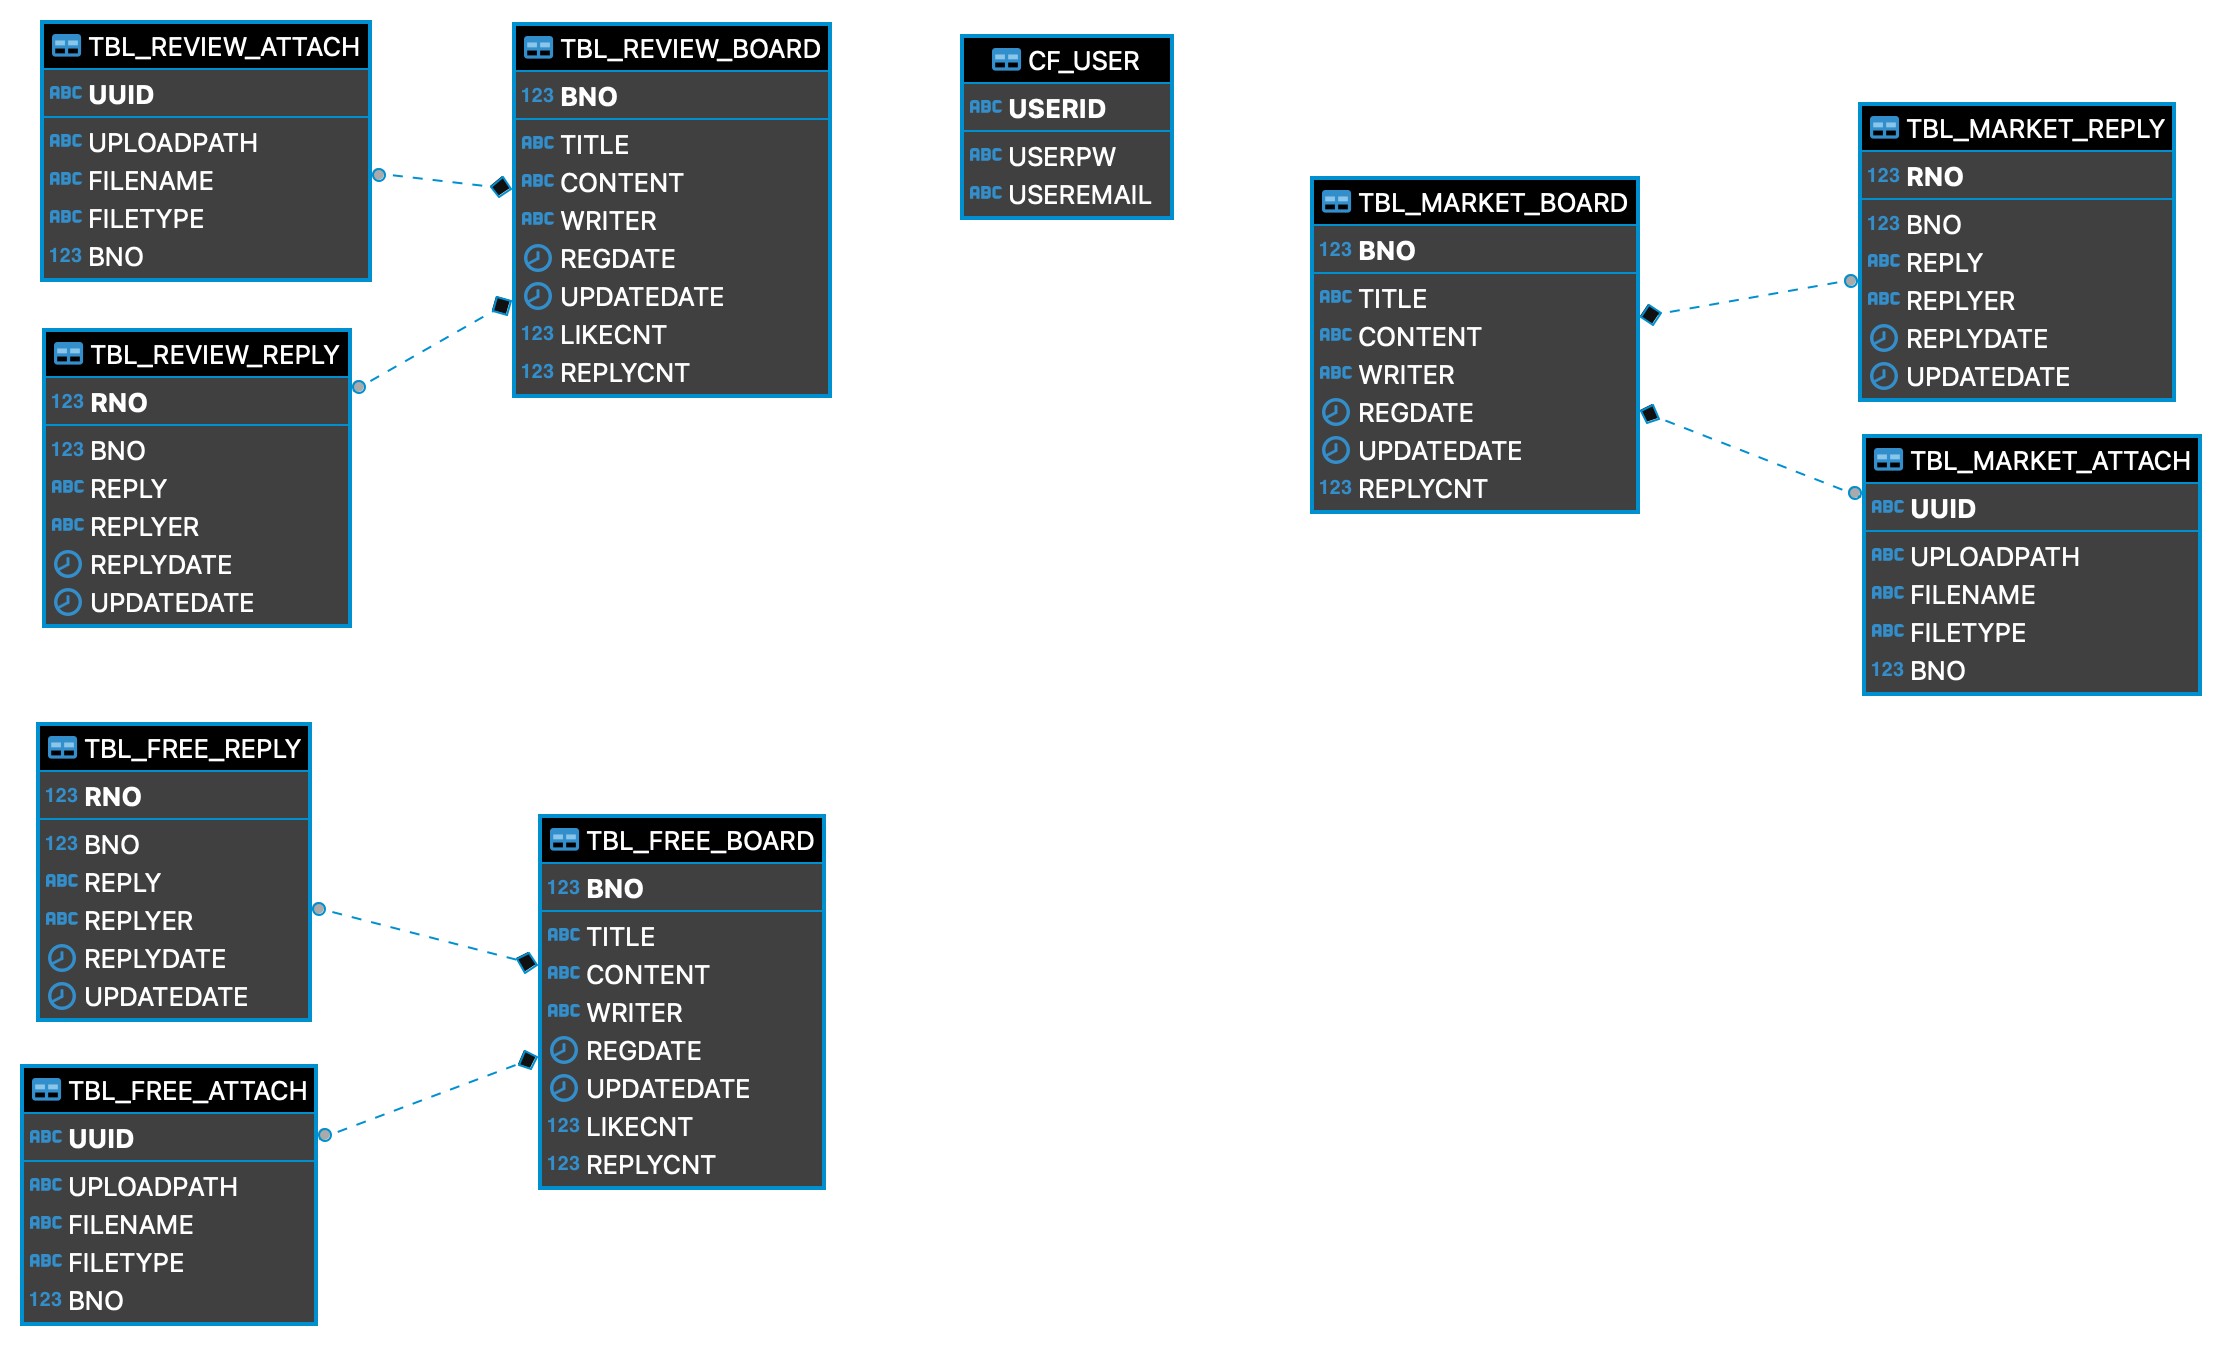 TBL_REVIEW_ATTACH
ABC UUID
ABC UPLOADPATH
ABC FILENAME
ABC FILETYPE
123 BNO
TBL_REVIEW_BOARD
123 BNO
ABC TITLE
ABC CONTENT
ABC WRITER
REGDATE
UPDATEDATE
123 LIKECNT
123 REPLYCNT
CF_USER
ABC USERID
ABC USERPW
ABC USEREMAIL
TBL_MARKET_BOARD
123 BNO
ABC TITLE
ABC CONTENT
ABC WRITER
REGDATE
UPDATEDATE
123 REPLYCNT
TBL_MARKET_REPLY
123 RNO
123 BNO
ABC REPLY
ABC REPLYER
REPLYDATE
UPDATEDATE
TBL_MARKET_ATTACH
ABC UUID
ABC UPLOADPATH
ABC FILENAME
ABC FILETYPE
123 BNO
TBL_REVIEW_REPLY
123 RNO
123 BNO
ABC REPLY
ABC REPLYER
REPLYDATE
UPDATEDATE
TBL_FREE_REPLY
123 RNO
123 BNO
ABC REPLY
ABC REPLYER
REPLYDATE
UPDATEDATE
TBL_FREE_BOARD
123 BNO
ABC TITLE
ABC CONTENT
ABC WRITER
REGDATE
UPDATEDATE
123 LIKECNT
123 REPLYCNT
TBL_FREE_ATTACH
ABC UUID
ABC UPLOADPATH
ABC FILENAME
ABC FILETYPE
123 BNO